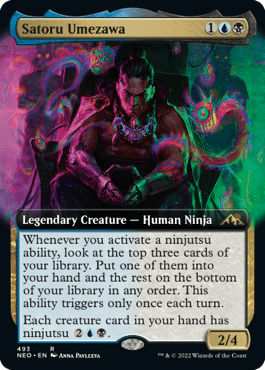 Satoru Umezawa 1
Legendary Creature — Human Ninja
Whenever you activate a ninjutsu
ability, look at the top three cards of
your library. Put one of them into
your hand and the rest on the bottom
of your library in any order. This
ability triggers only once each turn.
Each creature card in your hand has
ninjutsu 2.
2/4
493 R
NEO • EN Anna Pavleeva
™ & © 2022 Wizards of the Coast